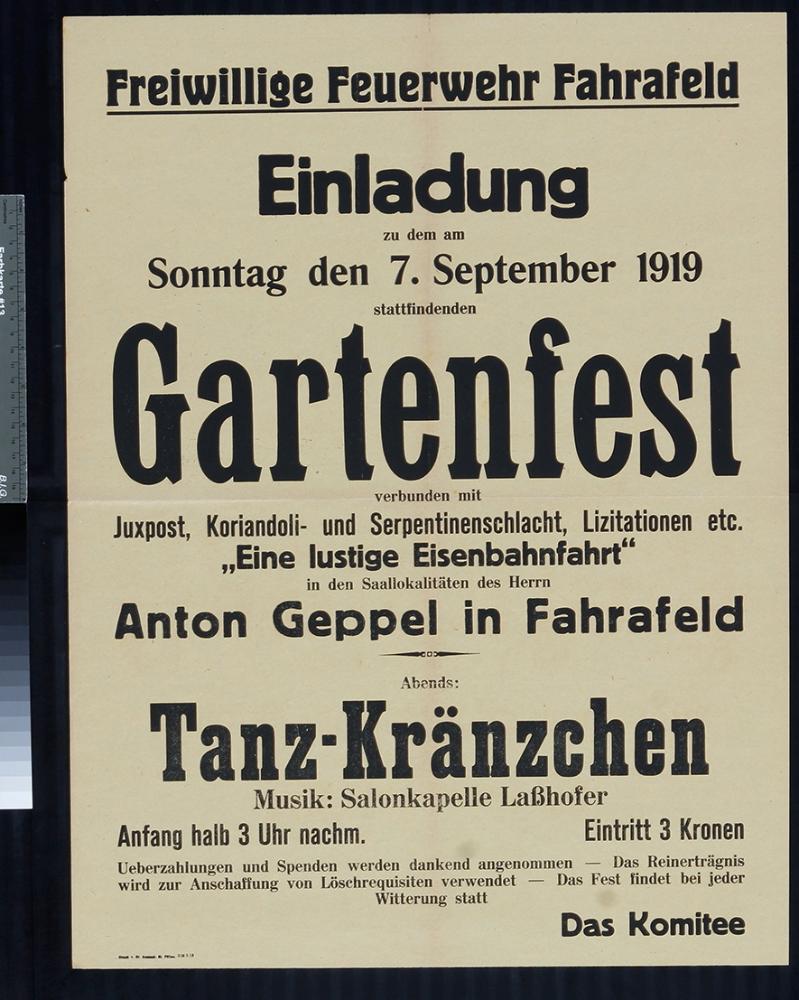 Freiwillige Feuerwehr Fahrafeld
Einladung
zu dem am
Sonntag den 7. September 1919
stattfindenden
Gartenfest
verbunden mit
Juxpost, Koriandoli- und Serpentinenschlacht, Lizitationen etc.
„Eine lustige Eisenbahnfahrt“
in den Saallokalitäten des Herrn
Anton Geppel in Fahrafeld
Abends:
Tanz-Kränzchen
Musik: Salonkapelle Laßhofer
Anfang halb 3 Uhr nachm.
Eintritt 3 Kronen
Ueberzahlungen und Spenden werden dankend angenommen — Das Reinerträgnis
wird zur Anschaffung von Löschrequisiten verwendet — Das Fest findet bei jeder
Witterung statt
Das Komitee
Farbkarte #13
B.I.G.